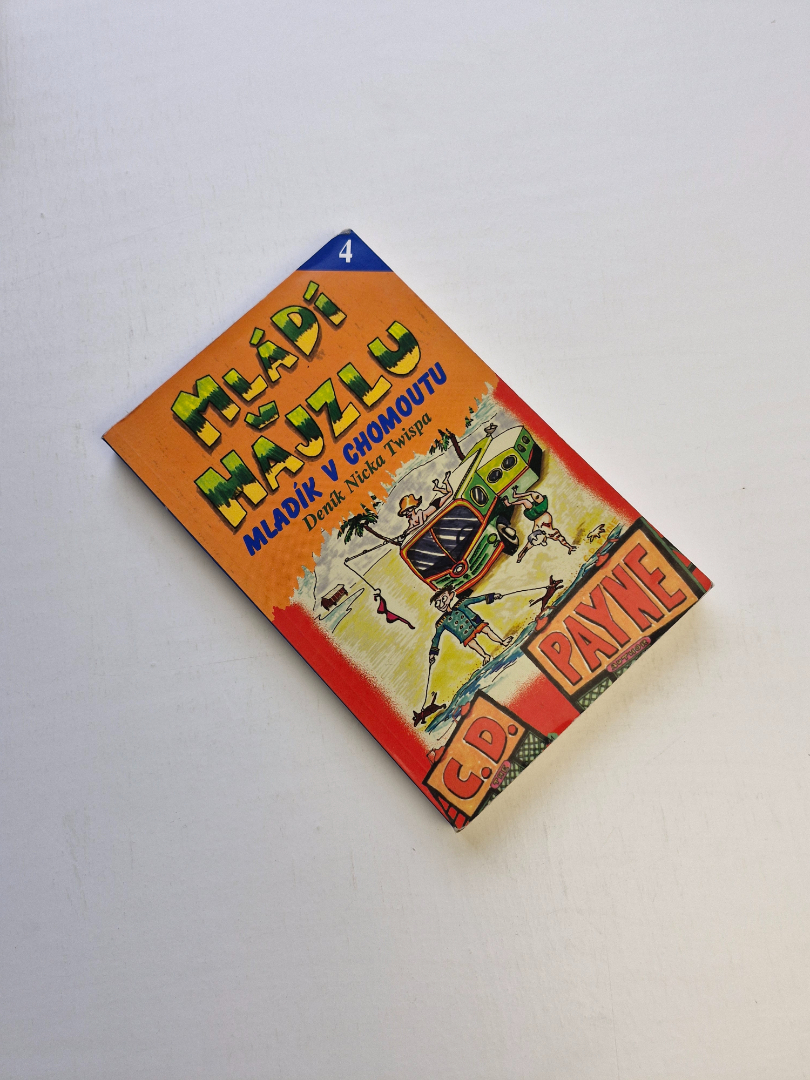 4
MLÁDÍ
V
HAJZLU
MLADÍK V CHOMOUTU
Deník Nicka Twispa
C.D.
PAYNE